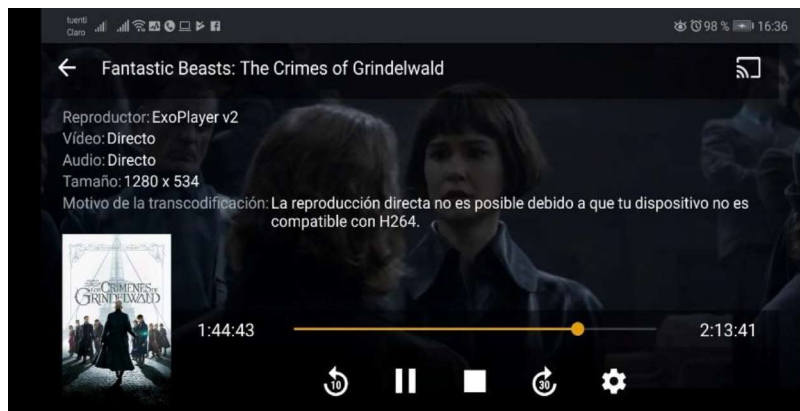 tuenti
Claro
98 % 16:36
Fantastic Beasts: The Crimes of Grindelwald
Reproductor: ExoPlayer v2
Vídeo: Directo
Audio: Directo
Tamaño: 1280 x 534
Motivo de la transcodificación: La reproducción directa no es posible debido a que tu dispositivo no es
compatible con H264.
LOS CRÍMENES DE
GRINDELWALD
1:44:43
2:13:41
10
30